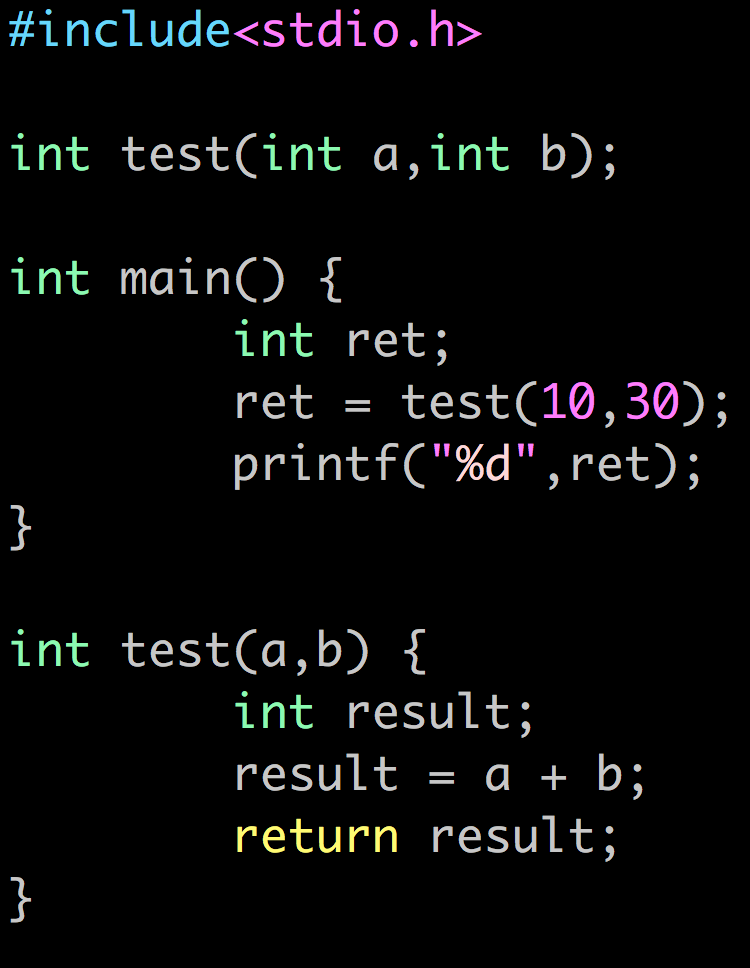 #include<stdio.h>
int test(int a,int b);
int main() {
int ret;
ret = test(10,30);
printf("%d",ret);
}
int test(a,b) {
int result;
result = a + b;
return result;
}